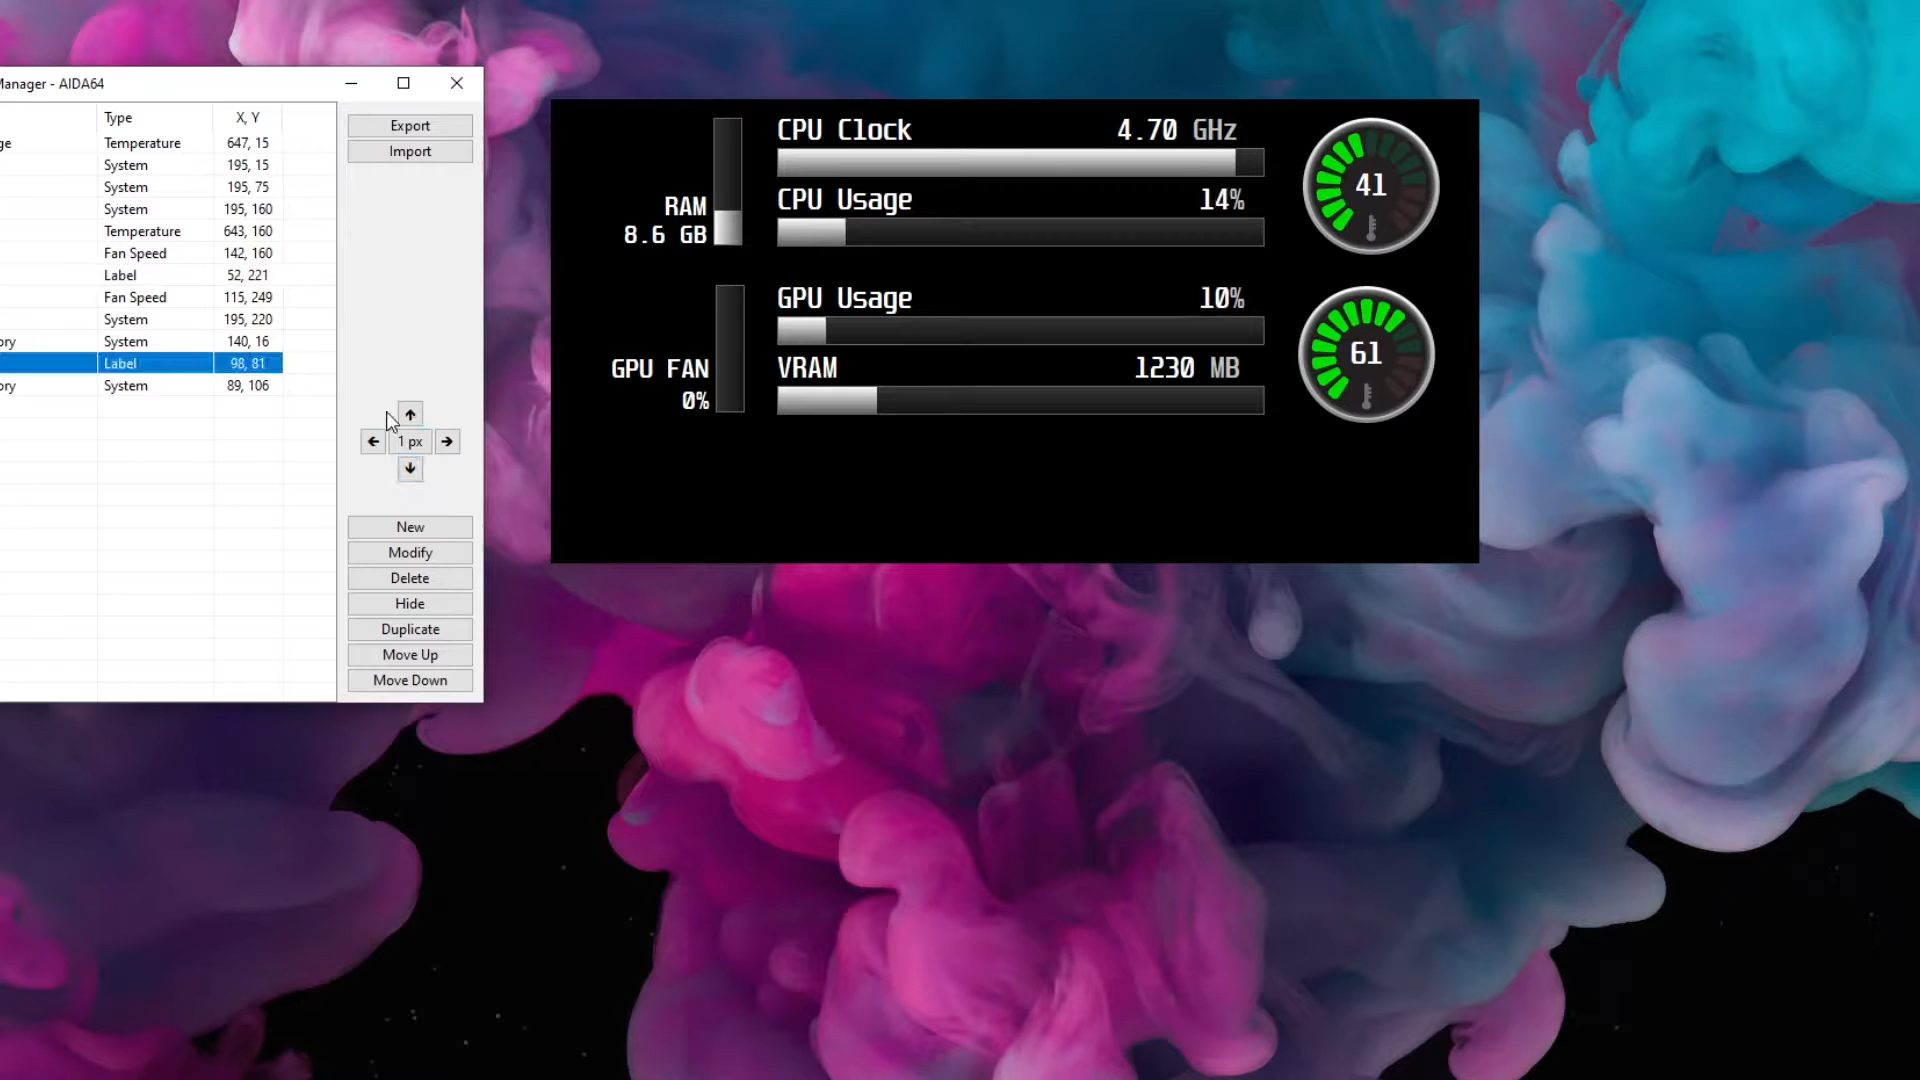 Manager - AIDA64
Type X, Y
ge Temperature 647, 15
System 195, 15
System 195, 75
System 195, 160
Temperature 643, 160
Fan Speed 142, 160
Label 52, 221
Fan Speed 115, 249
System 195, 220
ory System 140, 16
Label 98, 81
ory System 89, 106
Export
Import
1 px
New
Modify
Delete
Hide
Duplicate
Move Up
Move Down
CPU Clock 4.70 GHz
CPU Usage 14%
RAM
8.6 GB
41
GPU Usage 10%
VRAM 1230 MB
GPU FAN
0%
61